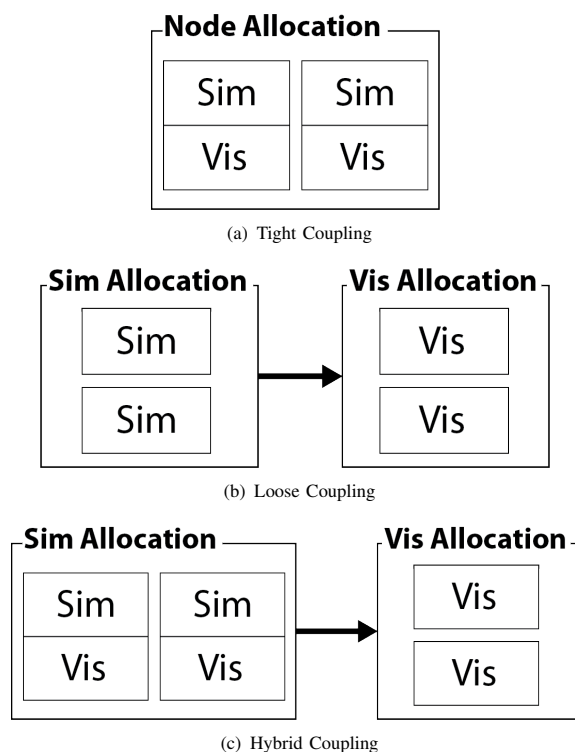 Node Allocation
Sim Sim
Vis Vis
(a) Tight Coupling
Sim Allocation Vis Allocation
Sim Vis
Sim Vis
(b) Loose Coupling
Sim Allocation Vis Allocation
Sim Sim Vis
Vis Vis Vis
(c) Hybrid Coupling